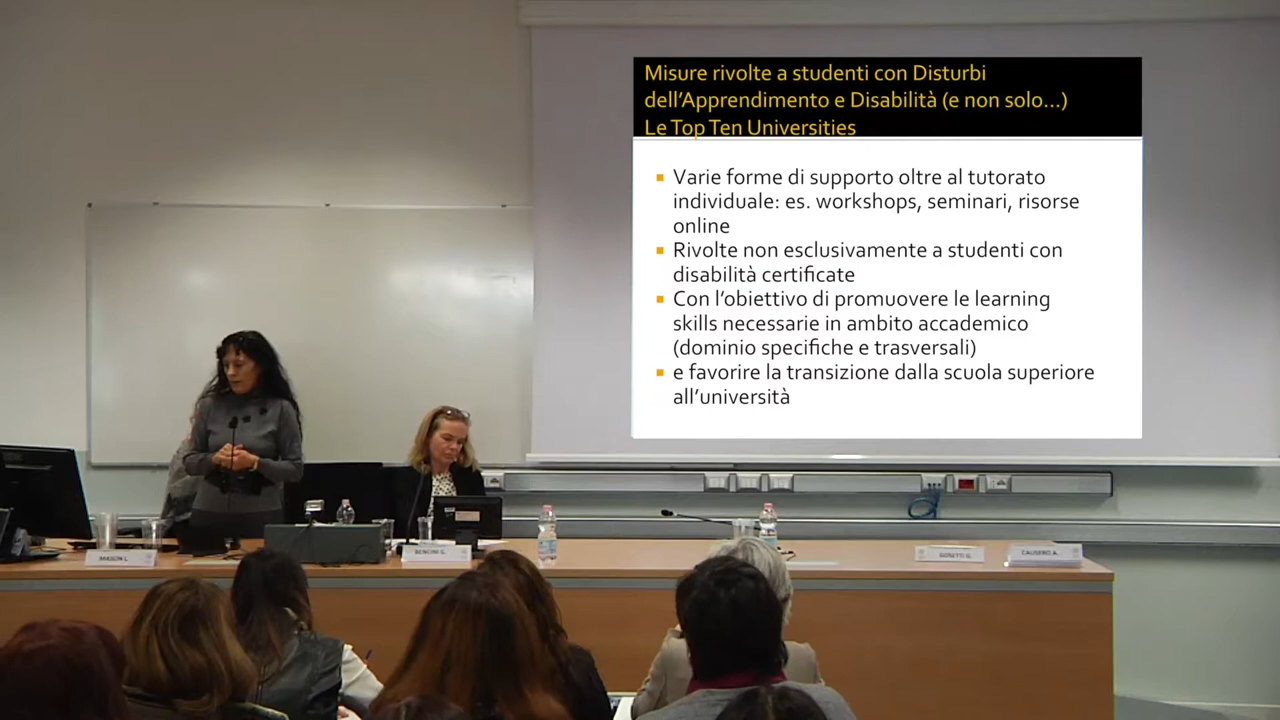 Misure rivolte a studenti con Disturbi
dell'Apprendimento e Disabilità (e non solo...)
Le Top Ten Universities
Varie forme di supporto oltre al tutorato
individuale: es. workshops, seminari, risorse
online
Rivolte non esclusivamente a studenti con
disabilità certificate
Con l'obiettivo di promuovere le learning
skills necessarie in ambito accademico
(dominio specifiche e trasversali)
e favorire la transizione dalla scuola superiore
all'università
MASON L.
CAUSERO A.